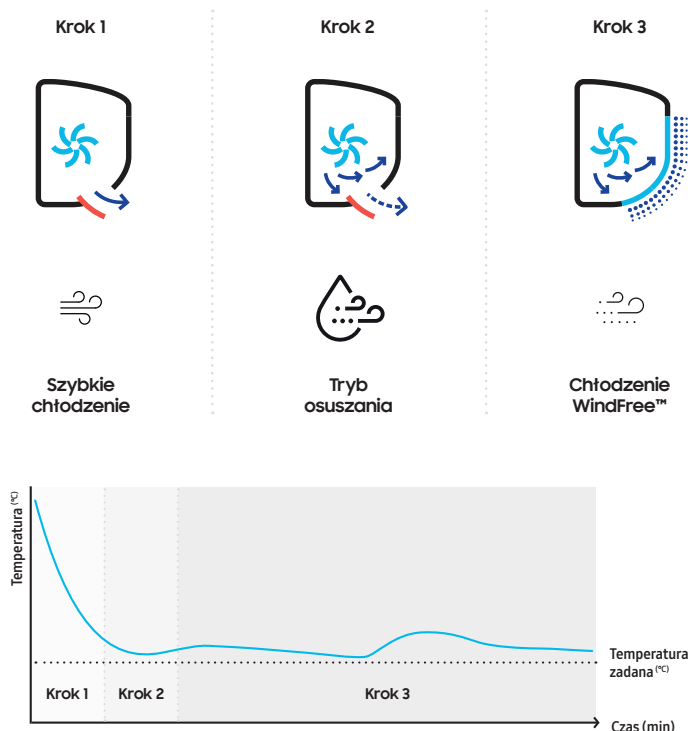 Krok 1
Krok 2
Krok 3
Szybkie
chłodzenie
Tryb
osuszania
Chłodzenie
WindFree™
Temperatura (°C)
Krok 1
Krok 2
Krok 3
Temperatura
zadana (°C)
Czas (min)